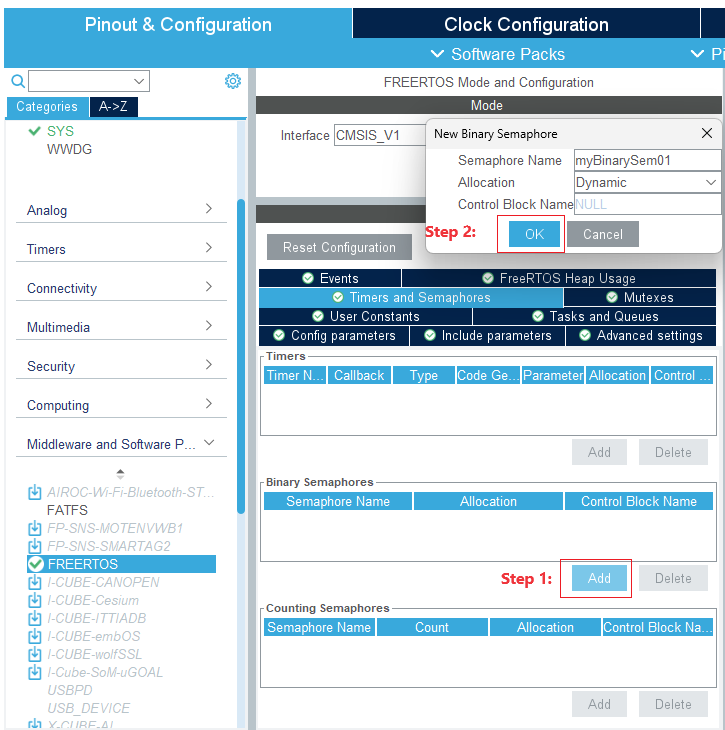 Pinout & Configuration
Clock Configuration
Software Packs
Pi
Categories
A->Z
SYS
WWDG
Analog
Timers
Connectivity
Multimedia
Security
Computing
Middleware and Software P...
AIROC-Wi-Fi-Bluetooth-ST...
FATFS
FP-SNS-MOTENVWB1
FP-SNS-SMARTAG2
FREERTOS
I-CUBE-CANOPEN
I-CUBE-Cesium
I-CUBE-ITTIADB
I-CUBE-embOS
I-CUBE-wolfSSL
I-Cube-SoM-uGOAL
USBPD
USB_DEVICE
X-CUBE-AI
FREERTOS Mode and Configuration
Mode
Interface CMSIS_V1
New Binary Semaphore
Semaphore Name myBinarySem01
Allocation Dynamic
Control Block Name NULL
Step 2: OK Cancel
Reset Configuration
Events FreeRTOS Heap Usage
Timers and Semaphores Mutexes
User Constants Tasks and Queues
Config parameters Include parameters Advanced settings
Timers
Timer N... Callback Type Code Ge... Parameter Allocation Control ...
Add Delete
Binary Semaphores
Semaphore Name Allocation Control Block Name
Step 1: Add Delete
Counting Semaphores
Semaphore Name Count Allocation Control Block Na...
Add Delete